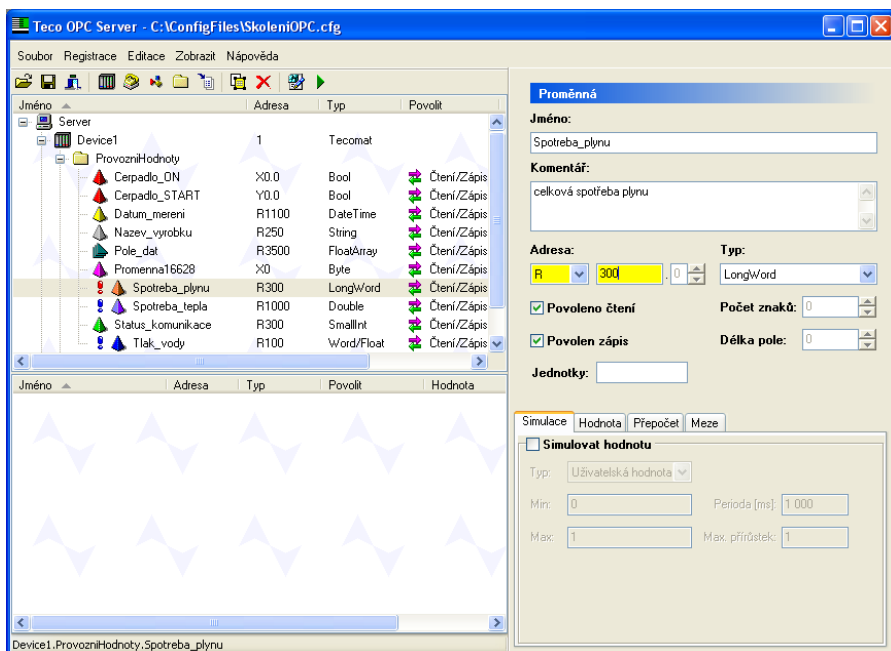 Teco OPC Server - C:\ConfigFiles\SkoleniOPC.cfg
Soubor Registrace Editace Zobrazit Nápověda
Jméno Adresa Typ Povolit
Server
Device1 1 Tecomat
ProvozniHodnoty
Cerpadlo_ON X0.0 Bool Čtení/Zápis
Cerpadlo_START Y0.0 Bool Čtení/Zápis
Datum_mereni R1100 DateTime Čtení/Zápis
Nazev_vyrobku R250 String Čtení/Zápis
Pole_dat R3500 FloatArray Čtení/Zápis
Promenna16628 X0 Byte Čtení/Zápis
Spotreba_plynu R300 LongWord Čtení/Zápis
Spotreba_tepla R1000 Double Čtení/Zápis
Status_komunikace R300 SmallInt Čtení/Zápis
Tlak_vody R100 Word/Float Čtení/Zápis
Jméno Adresa Typ Povolit Hodnota
Device1.ProvozniHodnoty.Spotreba_plynu
Proměnná
Jméno:
Spotreba_plynu
Komentář:
celková spotřeba plynu
Adresa: Typ:
R 300 . 0 LongWord
Povoleno čtení Počet znaků: 0
Povolen zápis Délka pole: 0
Jednotky:
Simulace Hodnota Přepočet Meze
Simulovat hodnotu
Typ: Uživatelská hodnota
Min: 0 Perioda [ms]: 1 000
Max: 1 Max. přírůstek: 1